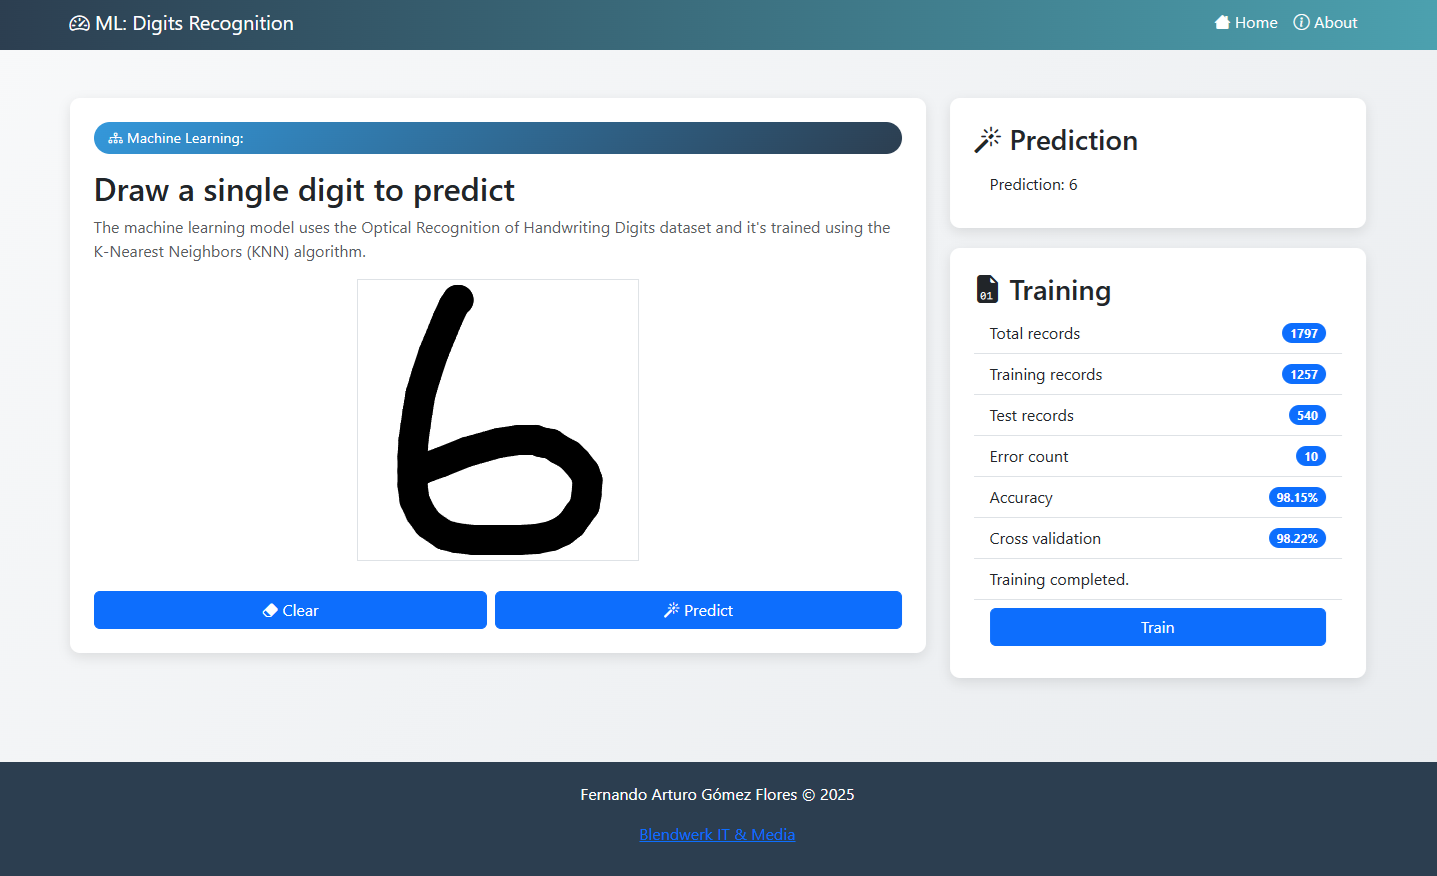 ML: Digits Recognition
Home
About
Machine Learning:
Draw a single digit to predict
The machine learning model uses the Optical Recognition of Handwriting Digits dataset and it's trained using the
K-Nearest Neighbors (KNN) algorithm.
6
Clear
Predict
Prediction
Prediction: 6
01
Training
Total records 1797
Training records 1257
Test records 540
Error count 10
Accuracy 98.15%
Cross validation 98.22%
Training completed.
Train
Fernando Arturo Gómez Flores © 2025
Blendwerk IT & Media